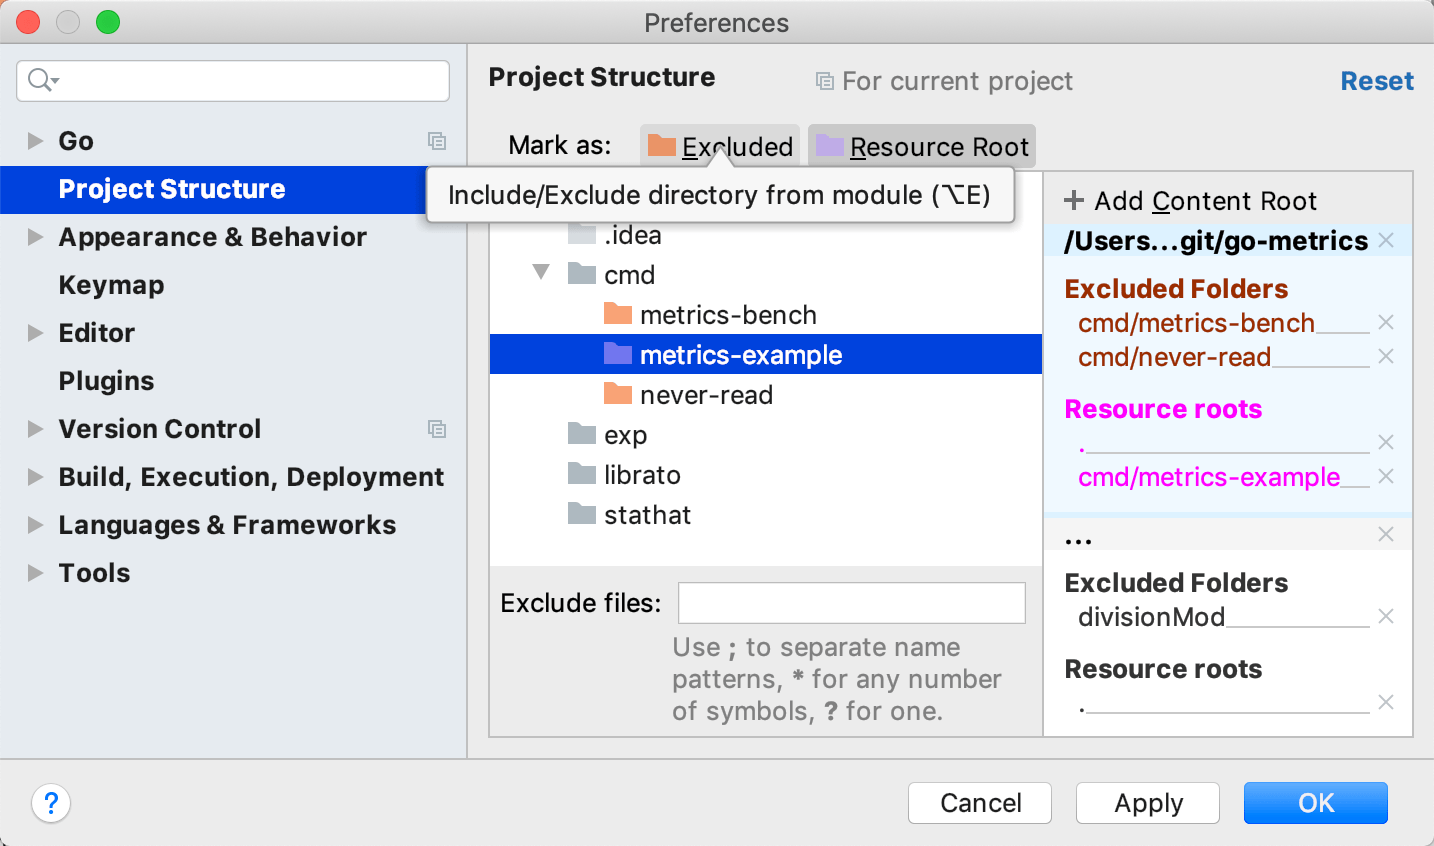 Preferences
Go
Project Structure
Appearance & Behavior
Keymap
Editor
Plugins
Version Control
Build, Execution, Deployment
Languages & Frameworks
Tools
Project Structure
For current project
Reset
Mark as:
Excluded
Resource Root
Include/Exclude directory from module (⌥E)
.idea
cmd
metrics-bench
metrics-example
never-read
exp
librato
stathat
Exclude files:
Use ; to separate name
patterns, * for any number
of symbols, ? for one.
+ Add Content Root
/Users...git/go-metrics
Excluded Folders
cmd/metrics-bench
cmd/never-read
Resource roots
.
cmd/metrics-example
...
Excluded Folders
divisionMod
Resource roots
.
?
Cancel
Apply
OK